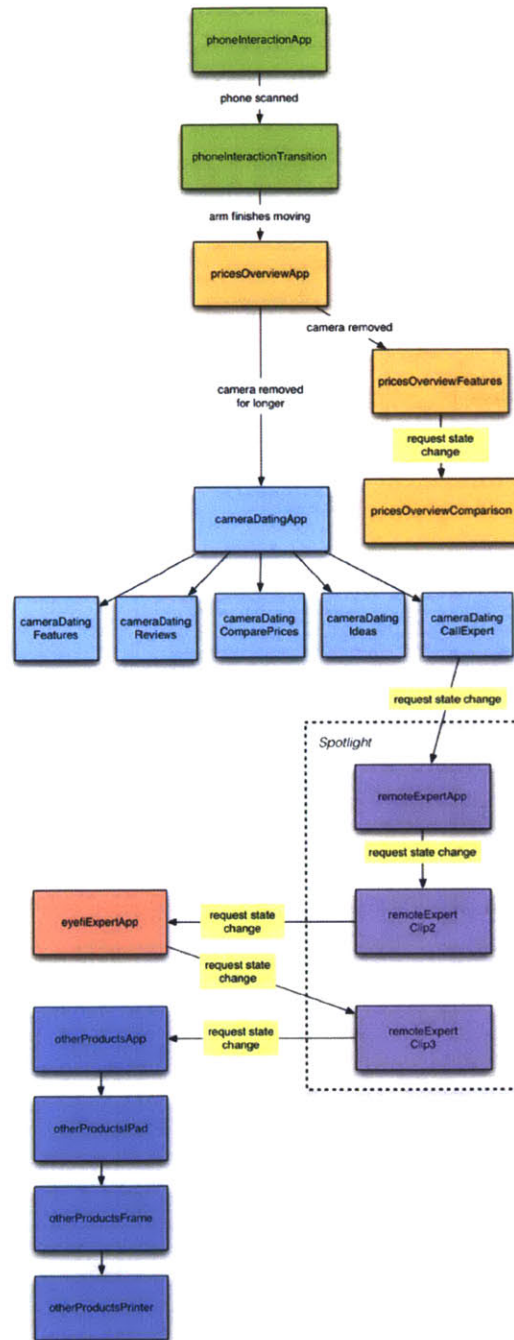 phoneInteractionApp
phone scanned
phoneInteractionTransition
arm finishes moving
pricesOverviewApp
camera removed
pricesOverviewFeatures
camera removed
for longer
request state
change
cameraDatingApp
pricesOverviewComparison
cameraDating
Features
cameraDating
Reviews
cameraDating
ComparePrices
cameraDating
Ideas
cameraDating
CallExpert
request state change
Spotlight
remoteExpertApp
request state change
eyefiExpertApp
request state
change
remoteExpert
Clip2
request state
change
otherProductsApp
request state
change
remoteExpert
Clip3
otherProductsIPad
otherProductsFrame
otherProductsPrinter